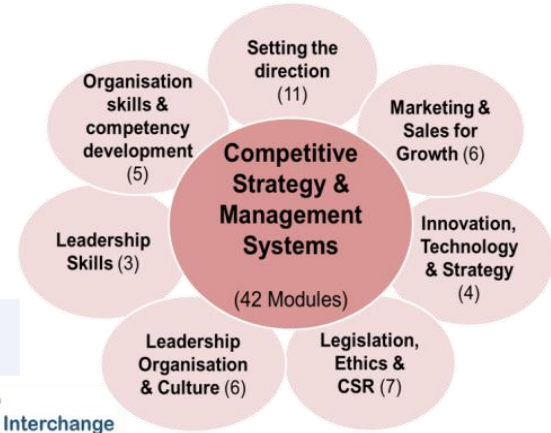 Setting the
direction
(11)
Marketing &
Sales for
Growth (6)
Innovation,
Technology
& Strategy
(4)
Legislation,
Ethics &
CSR (7)
Leadership
Organisation
& Culture (6)
Leadership
Skills (3)
Organisation
skills &
competency
development
(5)
Competitive
Strategy &
Management
Systems
(42 Modules)
Interchange